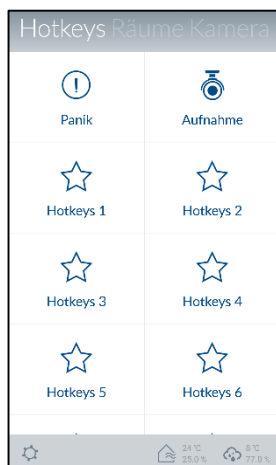 Hotkeys Räume Kamera
Panik Aufnahme
Hotkeys 1 Hotkeys 2
Hotkeys 3 Hotkeys 4
Hotkeys 5 Hotkeys 6
24 °C 8 °C
25.0 % 77.0 %